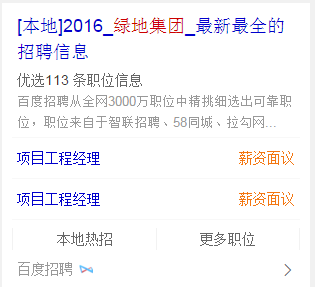 [本地]2016_绿地集团_最新最全的
招聘信息
优选113 条职位信息
百度招聘从全网3000万职位中精挑细选出可靠职
位，职位来自于智联招聘、58同城、拉勾网...
项目工程经理 薪资面议
项目工程经理 薪资面议
本地热招 更多职位
百度招聘